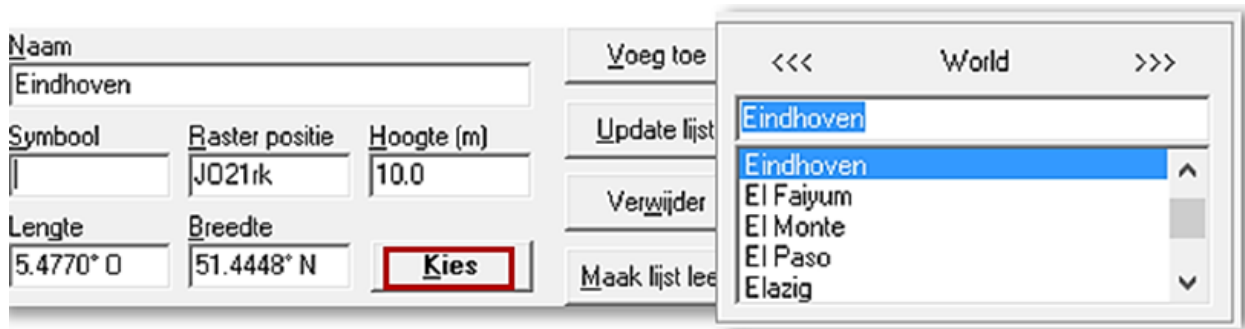 Naam
Eindhoven
Symbool Raster positie Hoogte (m)
JO21rk 10.0
Lengte Breedte
5.4770° O 51.4448° N Kies
Voeg toe
Update lijst
Verwijder
Maak lijst lee
<<< World >>>
Eindhoven
Eindhoven
El Faiyum
El Monte
El Paso
Elazig